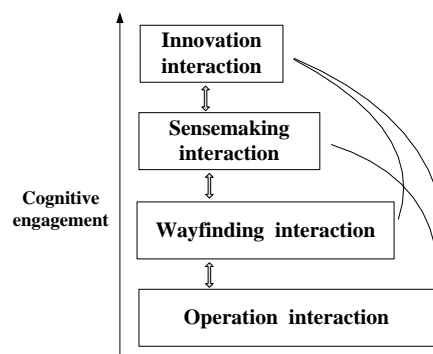 Innovation
interaction
Sensemaking
interaction
Cognitive
engagement
Wayfinding interaction
Operation interaction